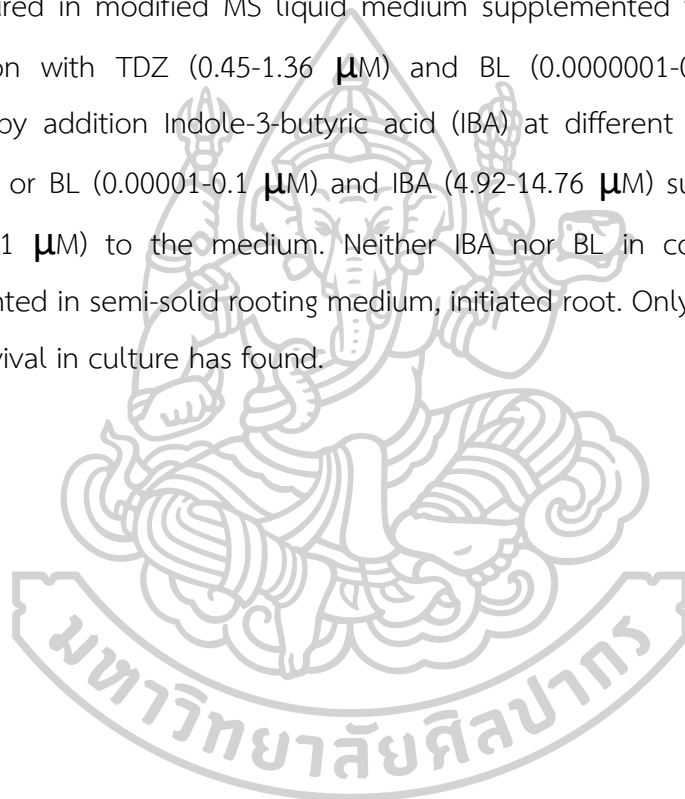 ured in modified MS liquid medium supplemented
on with TDZ (0.45-1.36 μM) and BL (0.0000001-0
by addition Indole-3-butyric acid (IBA) at different
or BL (0.00001-0.1 μM) and IBA (4.92-14.76 μM) su
1 μM) to the medium. Neither IBA nor BL in co
nted in semi-solid rooting medium, initiated root. Only
vival in culture has found.
มหาวิทยาลัยศิลปากร